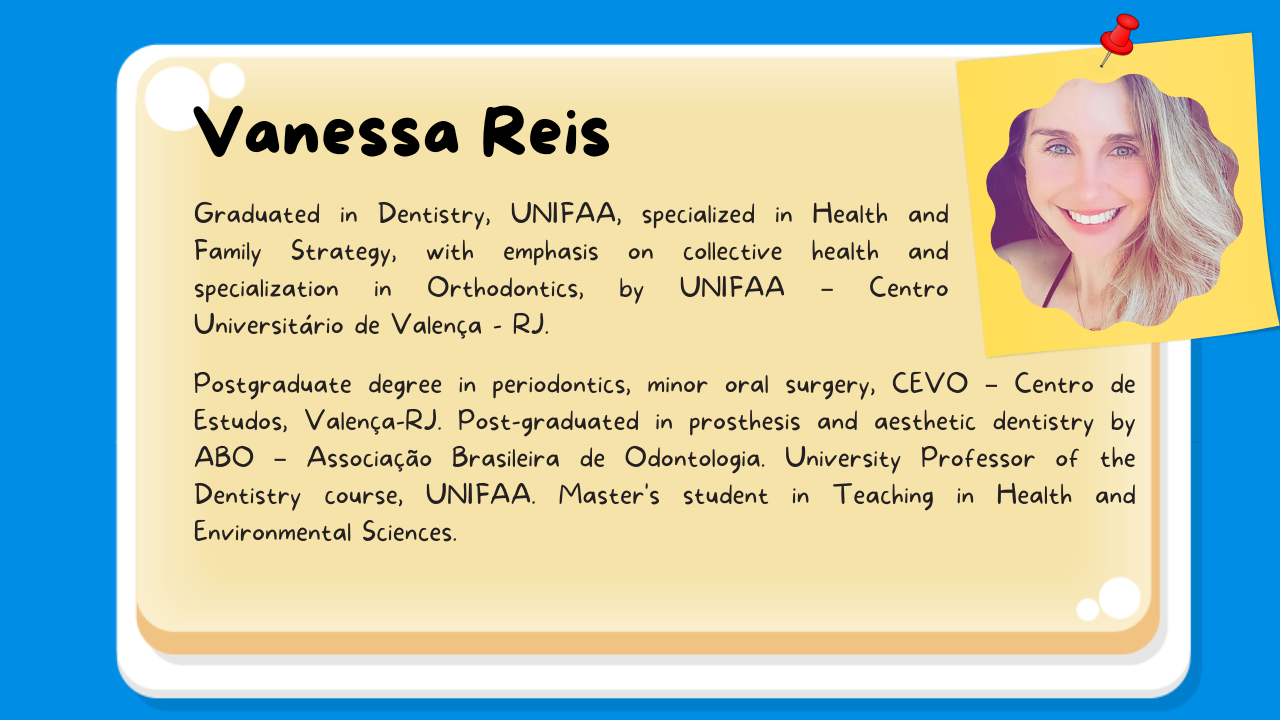 Vanessa Reis
Graduated in Dentistry, UNIFAA, specialized in Health and
Family Strategy, with emphasis on collective health and
specialization in Orthodontics, by UNIFAA – Centro
Universitário de Valença - RJ.
Postgraduate degree in periodontics, minor oral surgery, CEVO – Centro de
Estudos, Valença-RJ. Post-graduated in prosthesis and aesthetic dentistry by
ABO – Associação Brasileira de Odontologia. University Professor of the
Dentistry course, UNIFAA. Master's student in Teaching in Health and
Environmental Sciences.